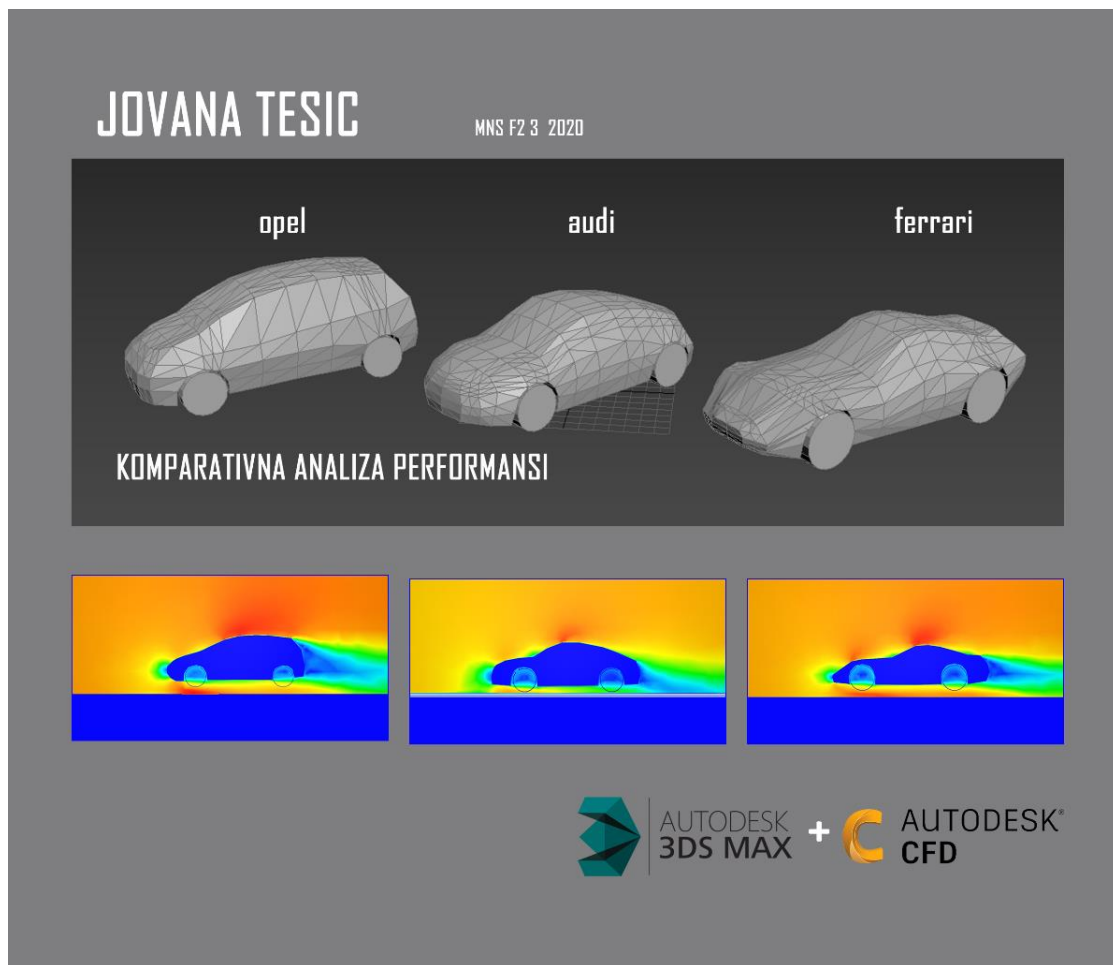 JOVANA TESIC
MNS F2 3 2020
opel
audi
ferrari
KOMPARATIVNA ANALIZA PERFORMANSI
AUTODESK
3DS MAX
+
AUTODESK®
CFD